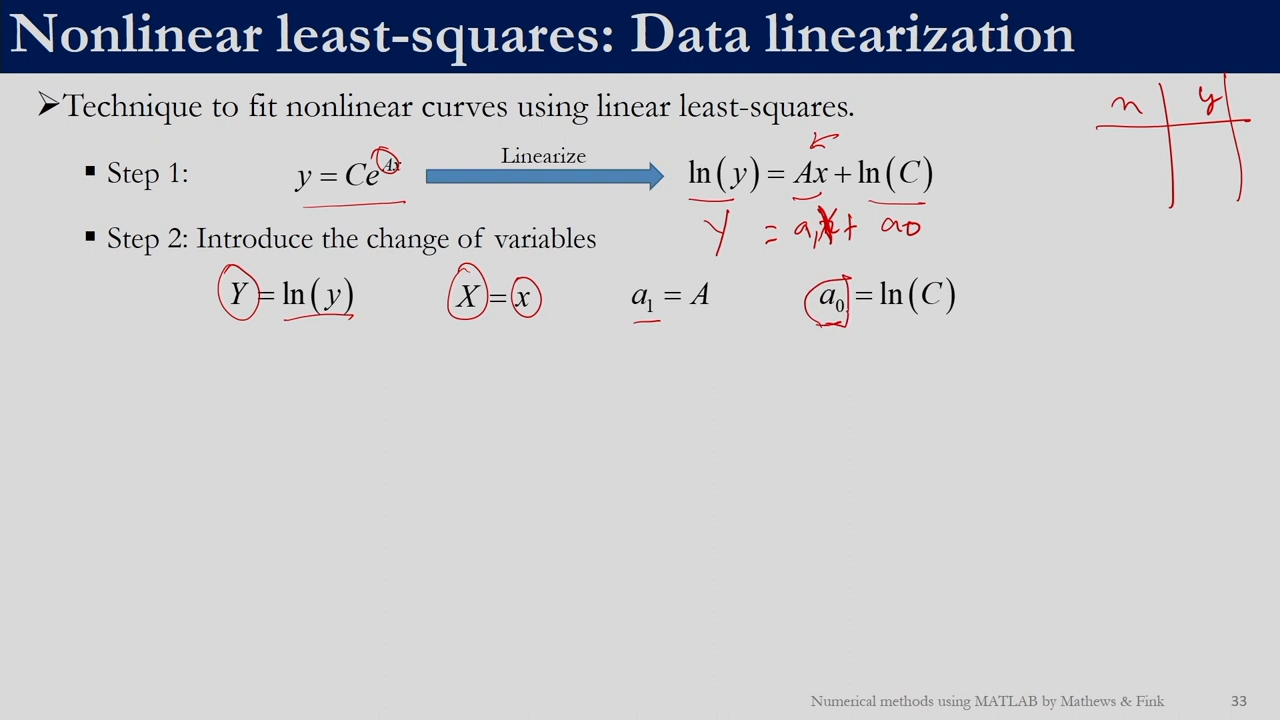 Nonlinear least-squares: Data linearization
➢Technique to fit nonlinear curves using linear least-squares.
x y
▪ Step 1: y = Ce^{Ax} Linearize ln(y) = Ax + ln(C)
Y = a₁X + a₀
▪ Step 2: Introduce the change of variables
Y = ln(y) X = x a₁ = A a₀ = ln(C)
Numerical methods using MATLAB by Mathews & Fink 33